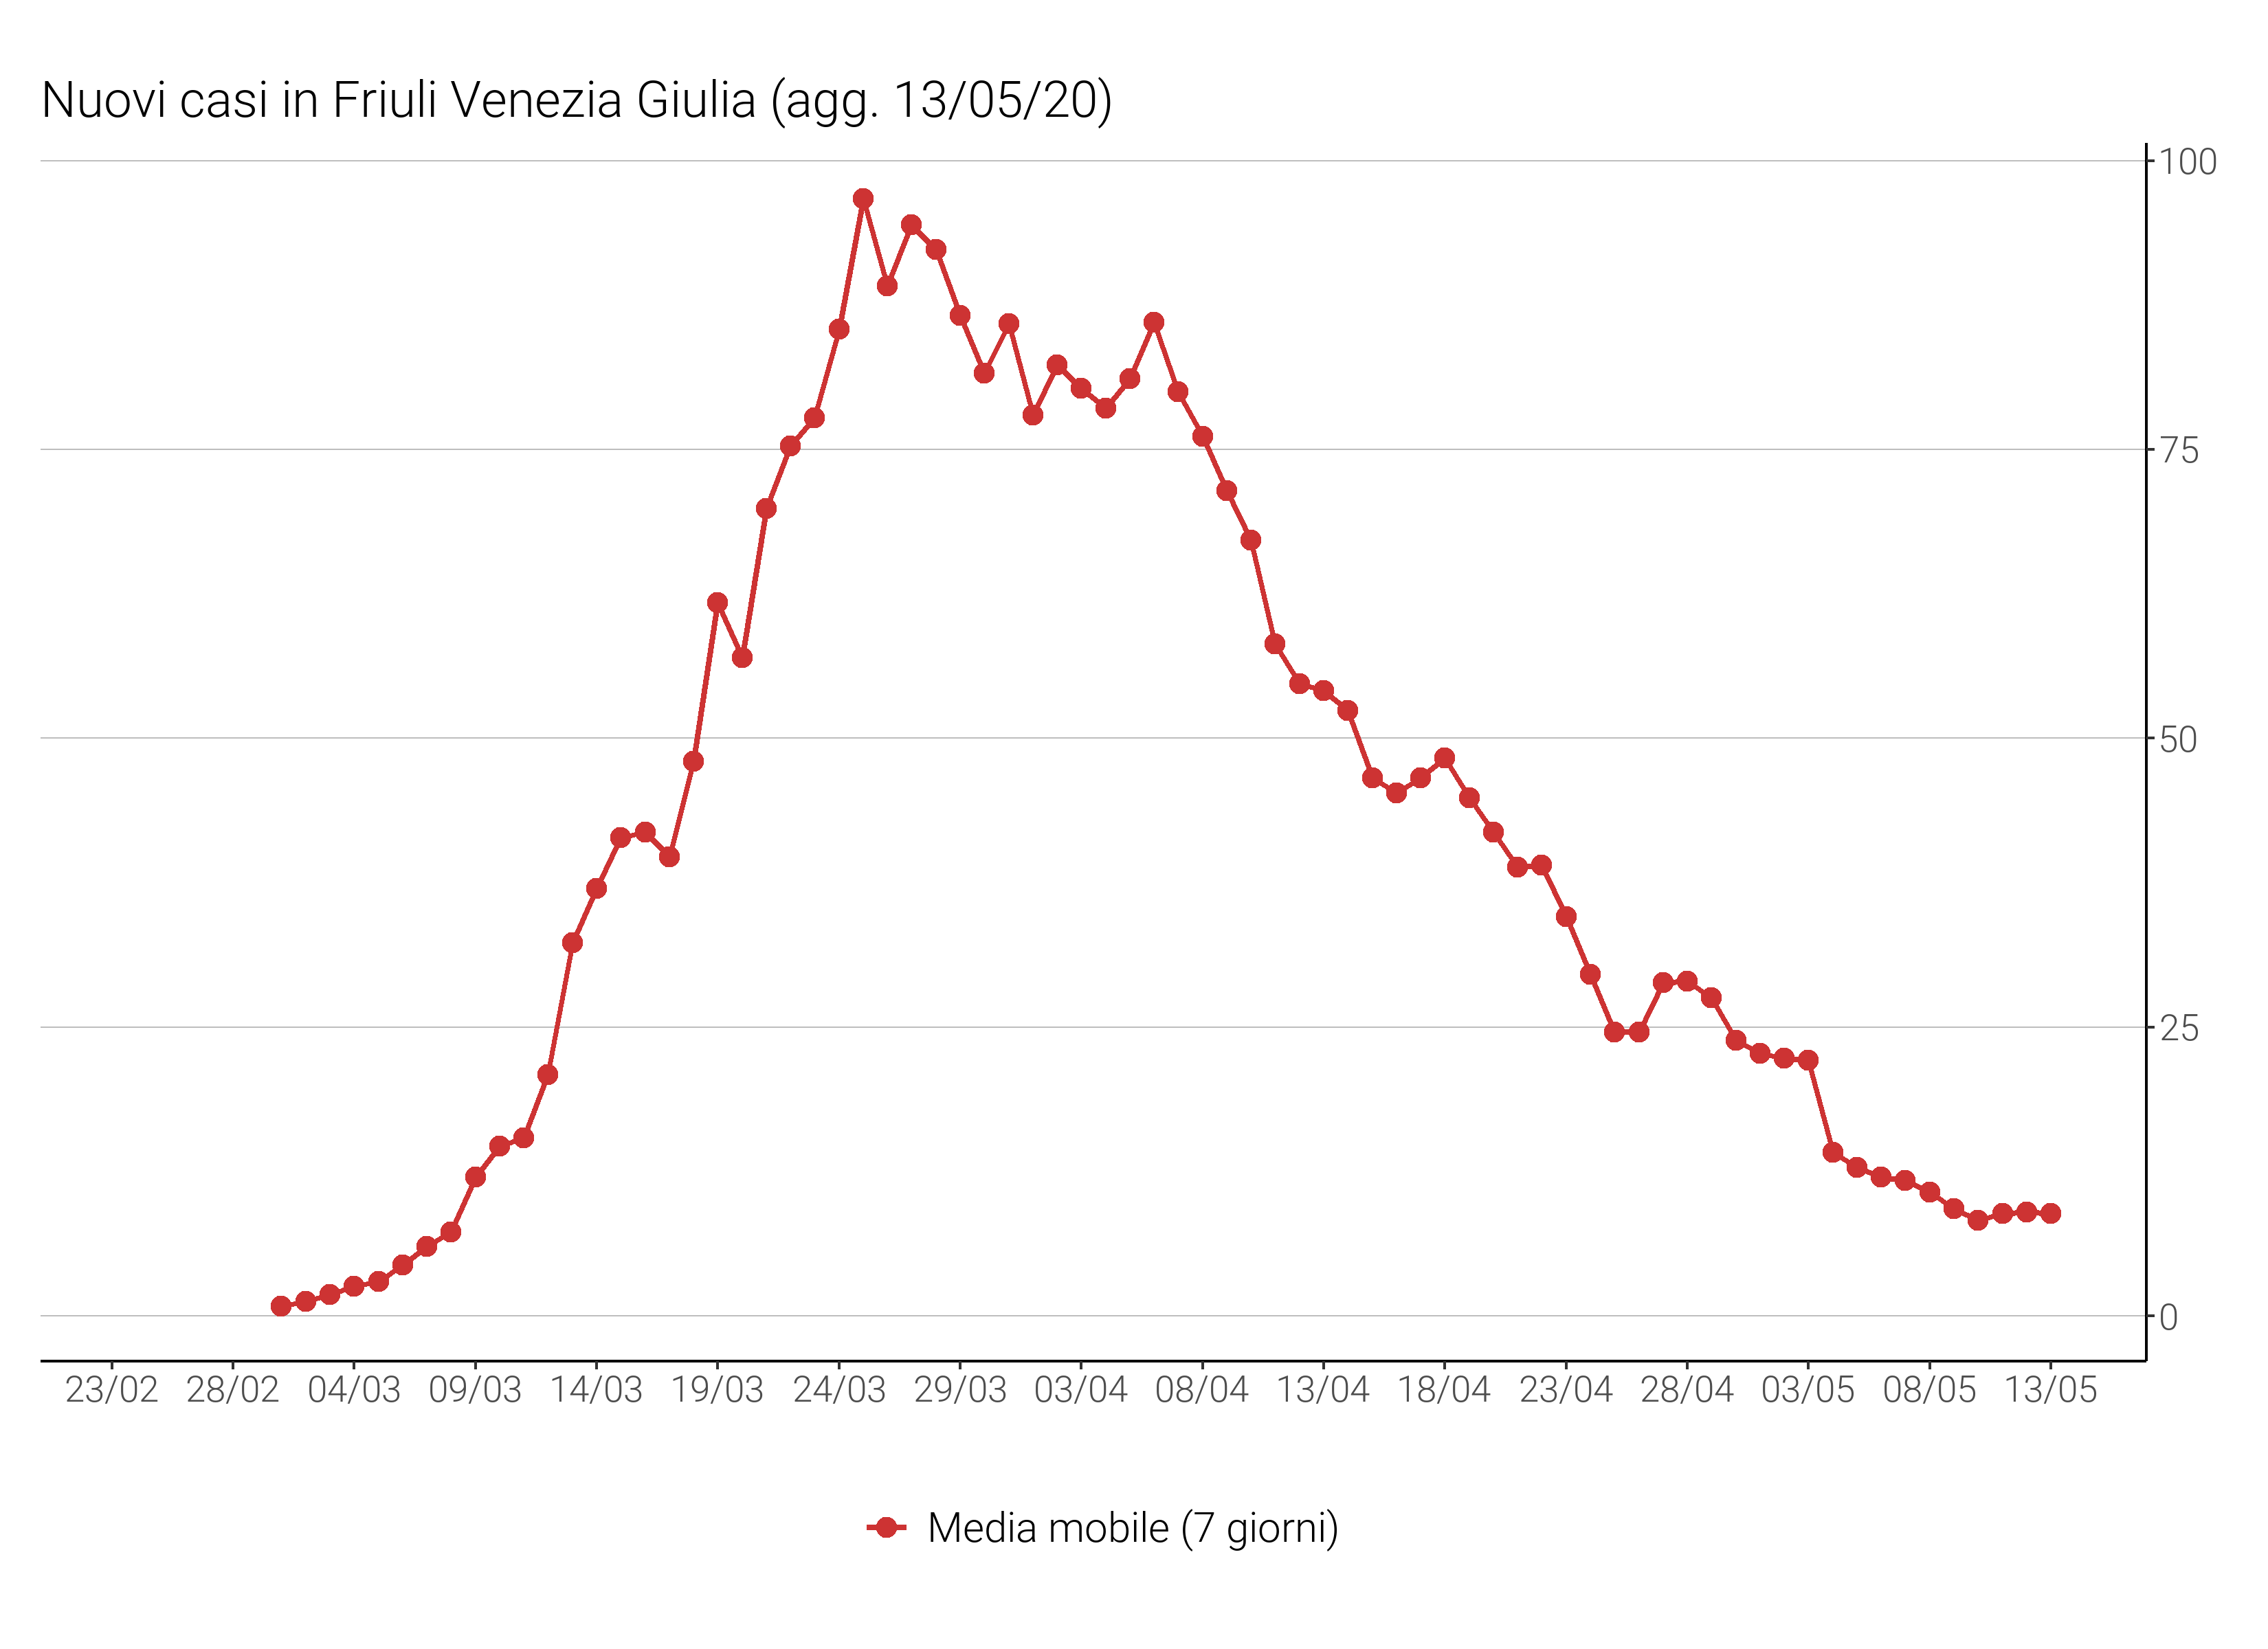 Nuovi casi in Friuli Venezia Giulia (agg. 13/05/20)
100
75
50
25
0
23/02 28/02 04/03 09/03 14/03 19/03 24/03 29/03 03/04 08/04 13/04 18/04 23/04 28/04 03/05 08/05 13/05
Media mobile (7 giorni)